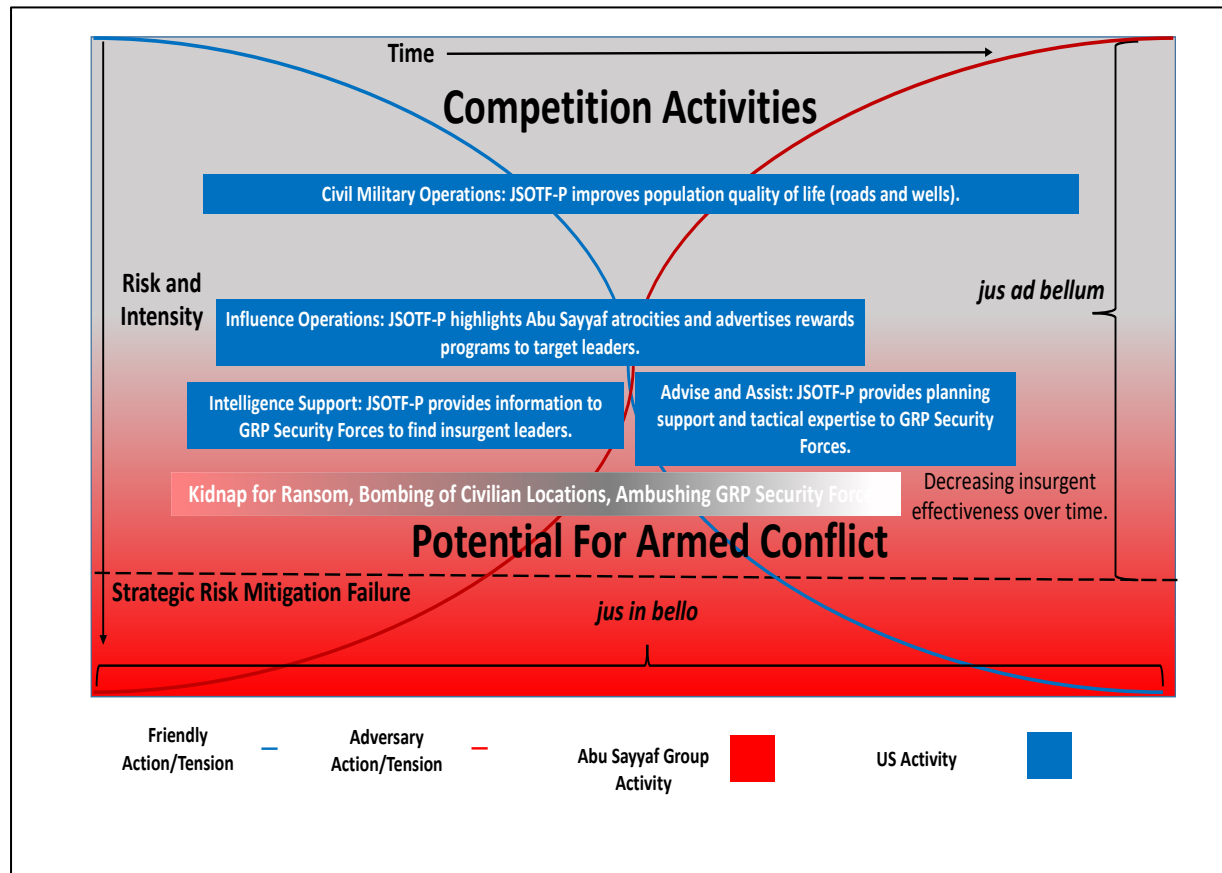 Time
Competition Activities
Civil Military Operations: JSOTF-P improves population quality of life (roads and wells).
Risk and
Intensity
jus ad bellum
Influence Operations: JSOTF-P highlights Abu Sayyaf atrocities and advertises rewards
programs to target leaders.
Intelligence Support: JSOTF-P provides information to
GRP Security Forces to find insurgent leaders.
Advise and Assist: JSOTF-P provides planning
support and tactical expertise to GRP Security
Forces.
Kidnap for Ransom, Bombing of Civilian Locations, Ambushing GRP Security
Decreasing insurgent
effectiveness over time.
Potential For Armed Conflict
Strategic Risk Mitigation Failure
jus in bello
Friendly
Action/Tension
Adversary
Action/Tension
Abu Sayyaf Group
Activity
US Activity